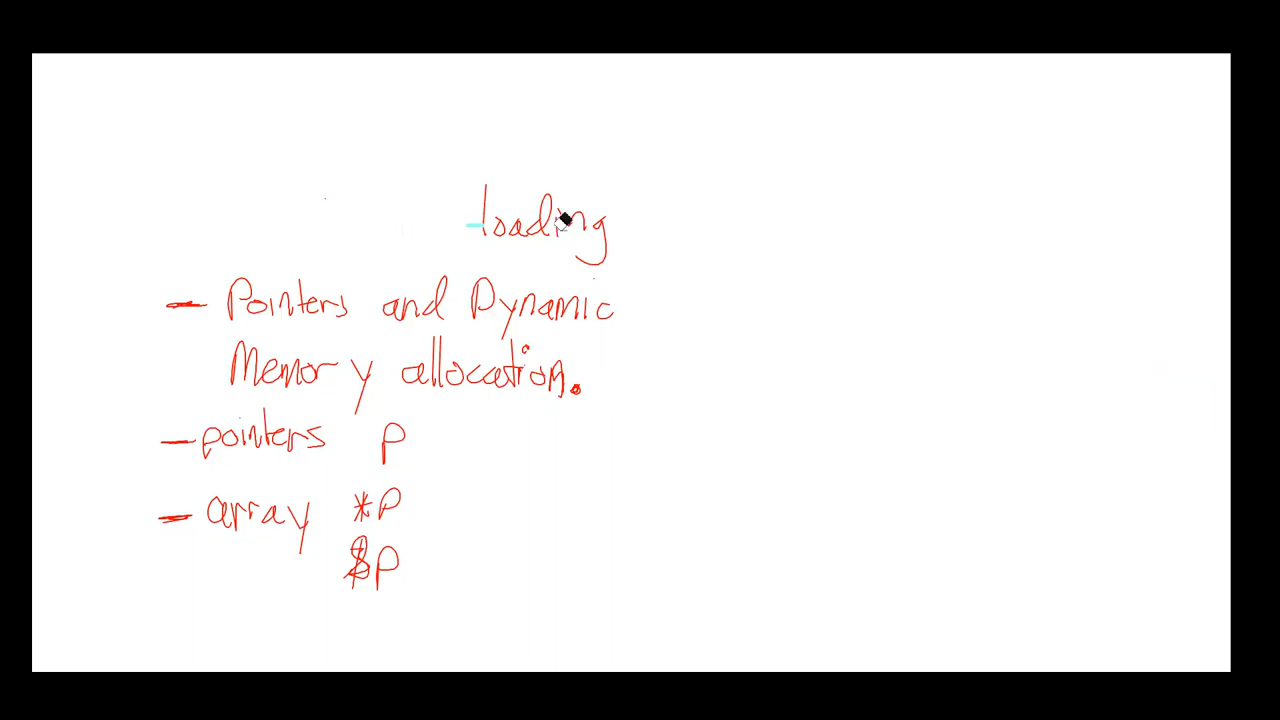 loading
- Pointers and Dynamic
Memory allocation.
- pointers P
- array *P
&P